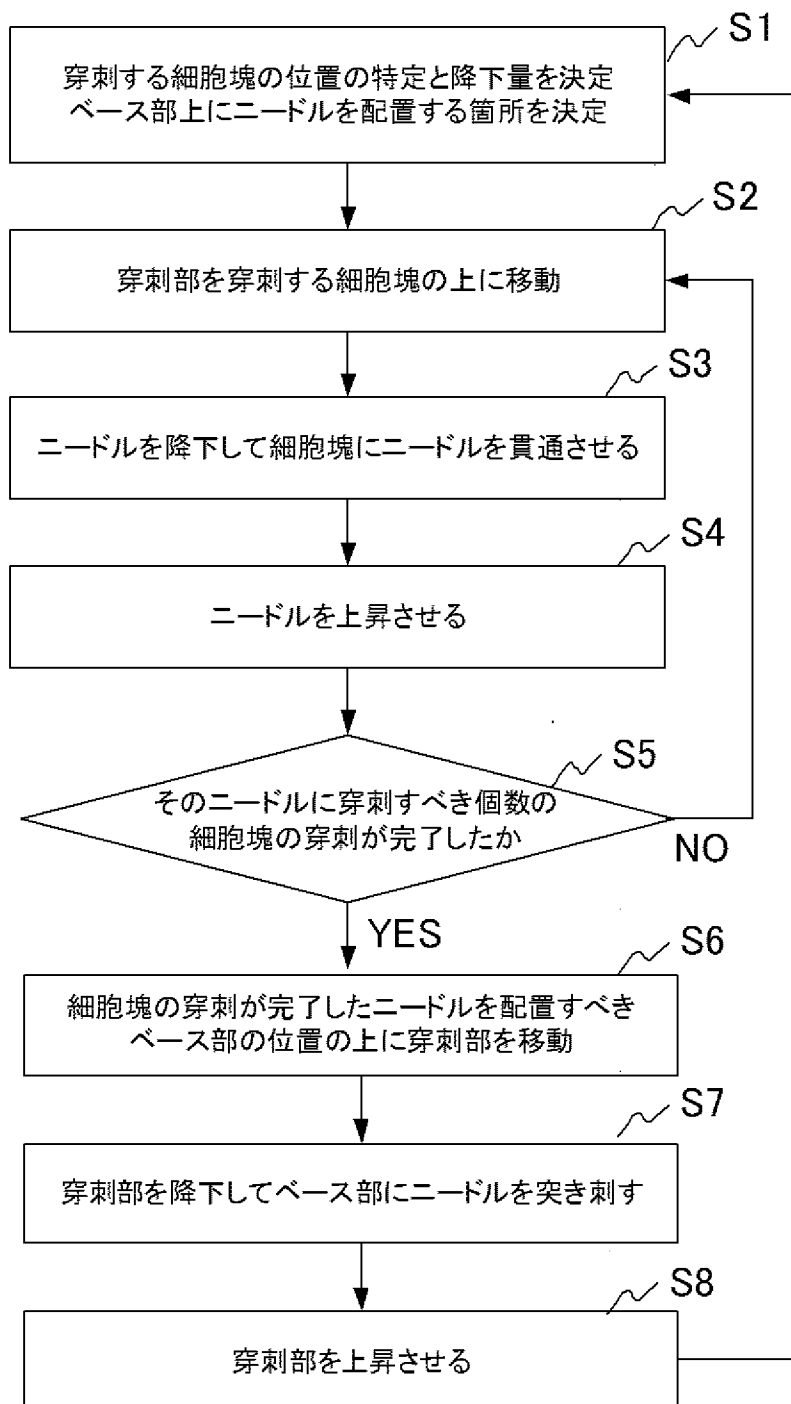 S1
穿刺する細胞塊の位置の特定と降下量を決定
ベース部上にニードルを配置する箇所を決定
S2
穿刺部を穿刺する細胞塊の上に移動
S3
ニードルを降下して細胞塊にニードルを貫通させる
S4
ニードルを上昇させる
S5
そのニードルに穿刺すべき個数の
細胞塊の穿刺が完了したか
NO
YES
S6
細胞塊の穿刺が完了したニードルを配置すべき
ベース部の位置の上に穿刺部を移動
S7
穿刺部を降下してベース部にニードルを突き刺す
S8
穿刺部を上昇させる